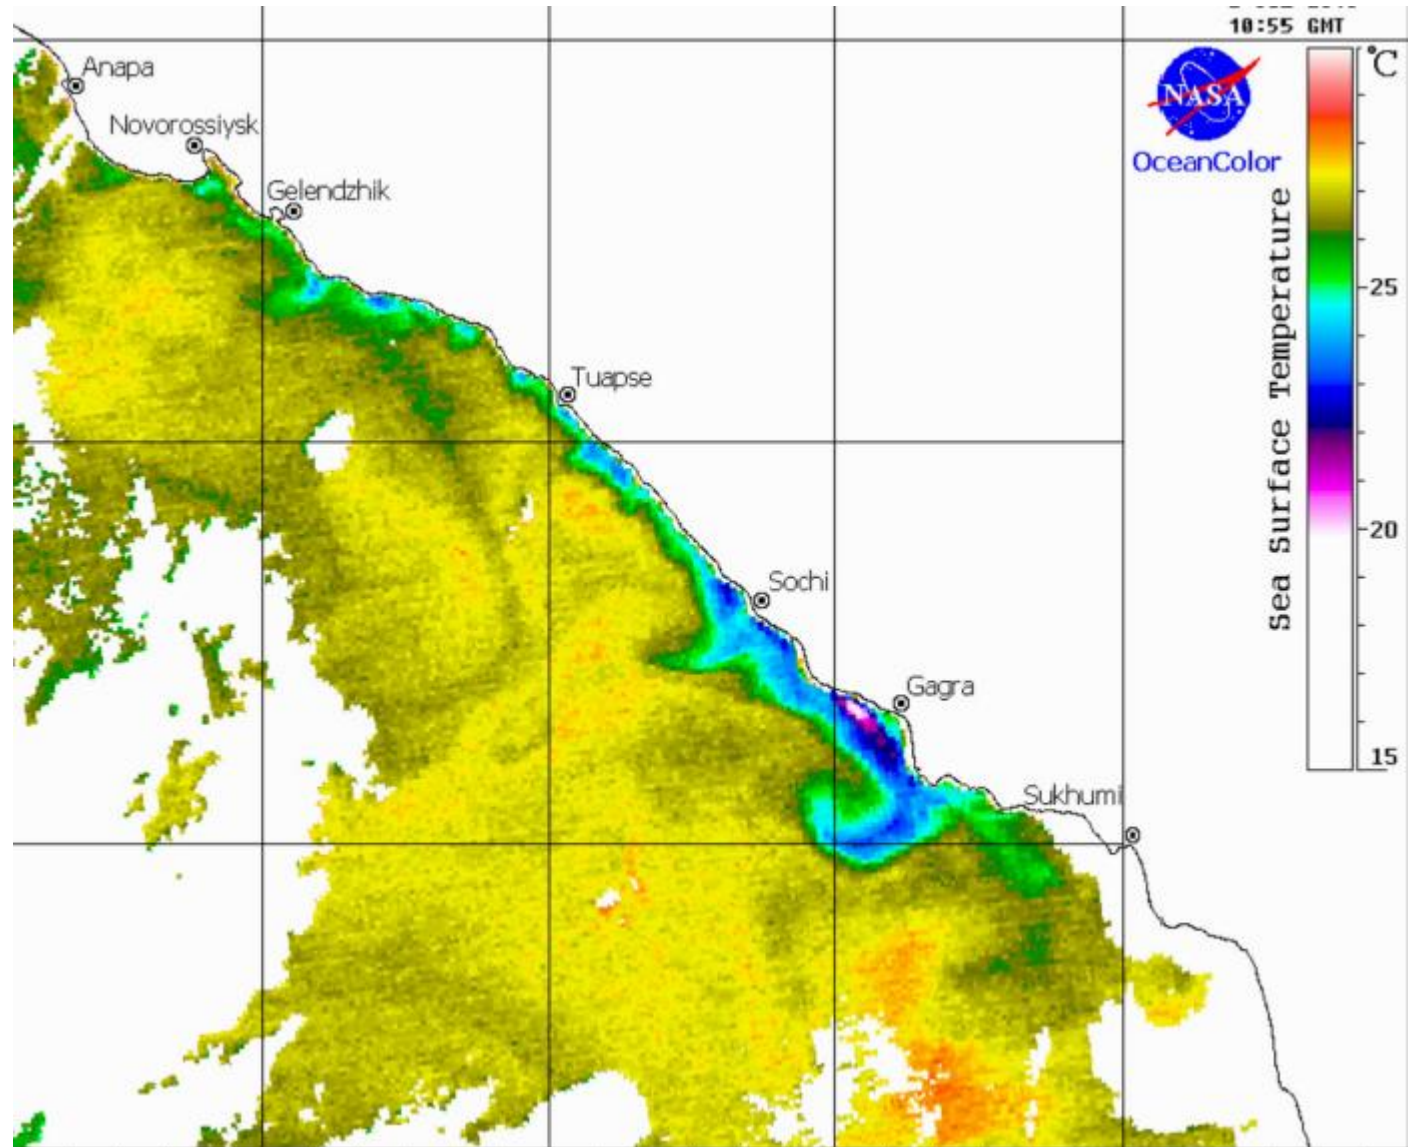 10:55 GMT
°C
Anapa
NASA
Novorossiysk
OceanColor
Gelendzhik
Sea Surface Temperature
25
Tuapse
20
Sochi
Gagra
15
Sukhumi